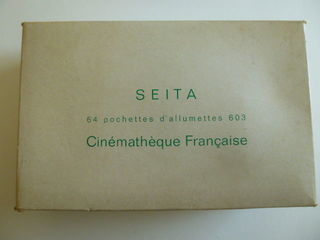 SEITA
64 pochettes d'allumettes 603
Cinémathèque Française